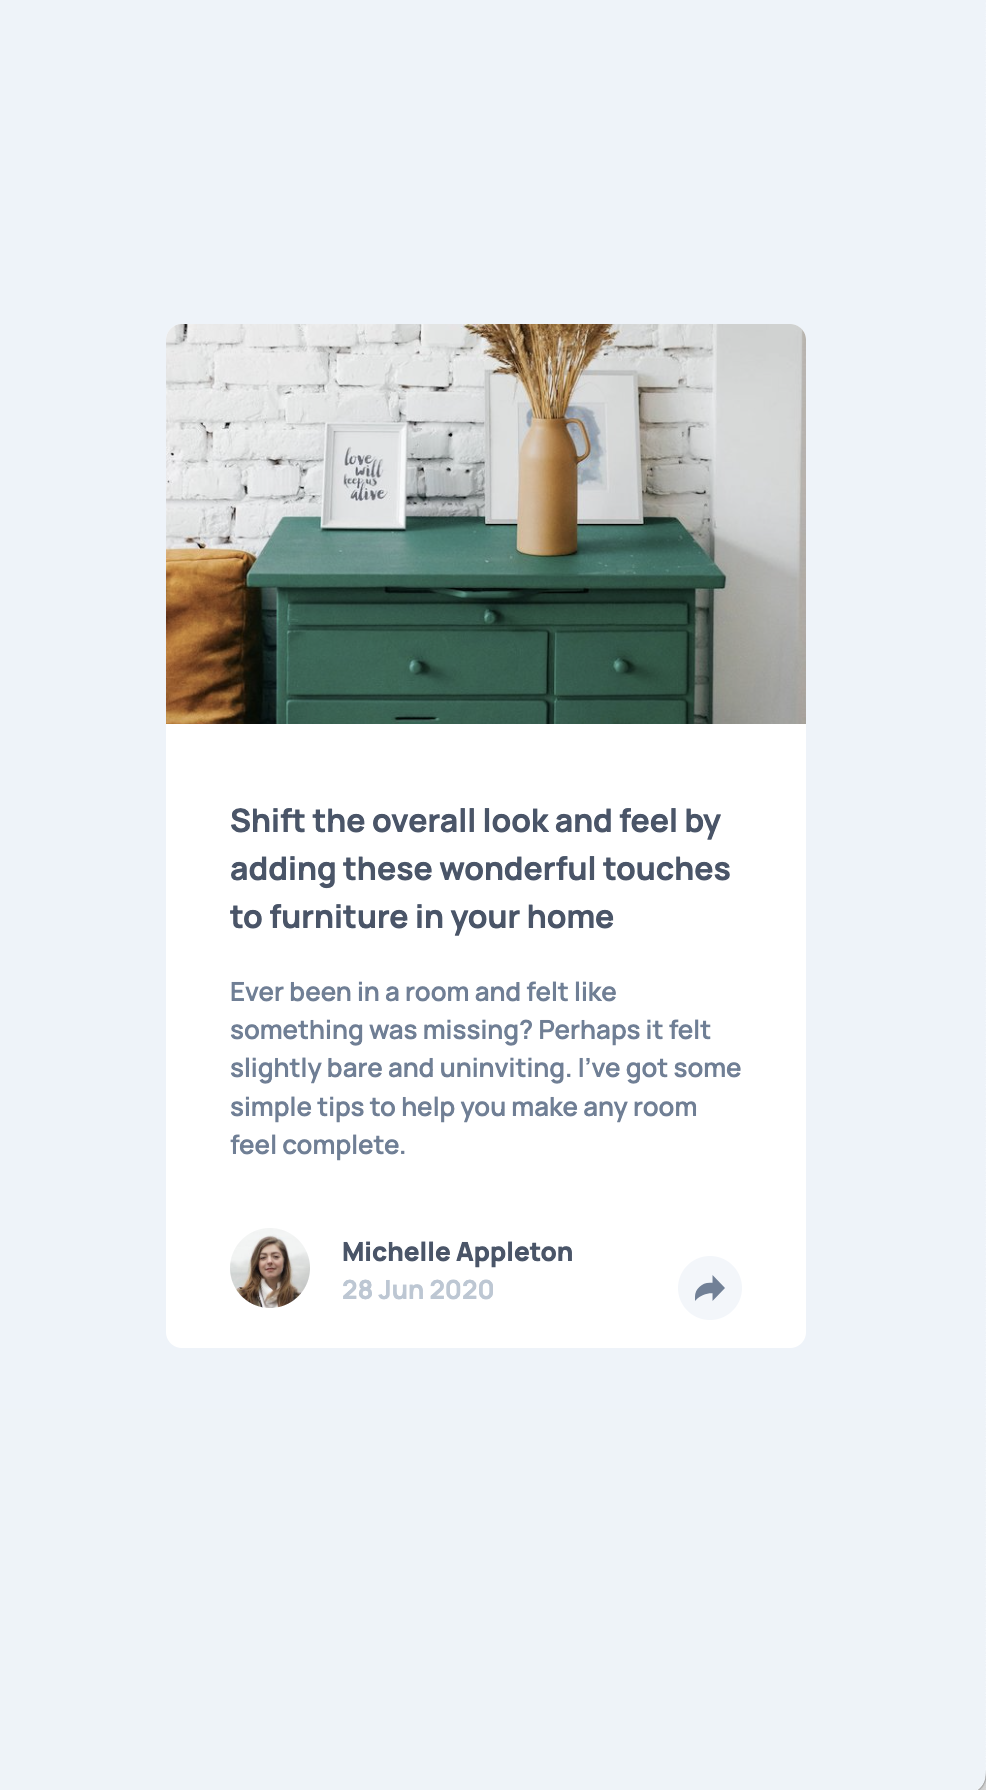 love
will
keep us
alive
Shift the overall look and feel by
adding these wonderful touches
to furniture in your home
Ever been in a room and felt like
something was missing? Perhaps it felt
slightly bare and uninviting. I’ve got some
simple tips to help you make any room
feel complete.
Michelle Appleton
28 Jun 2020